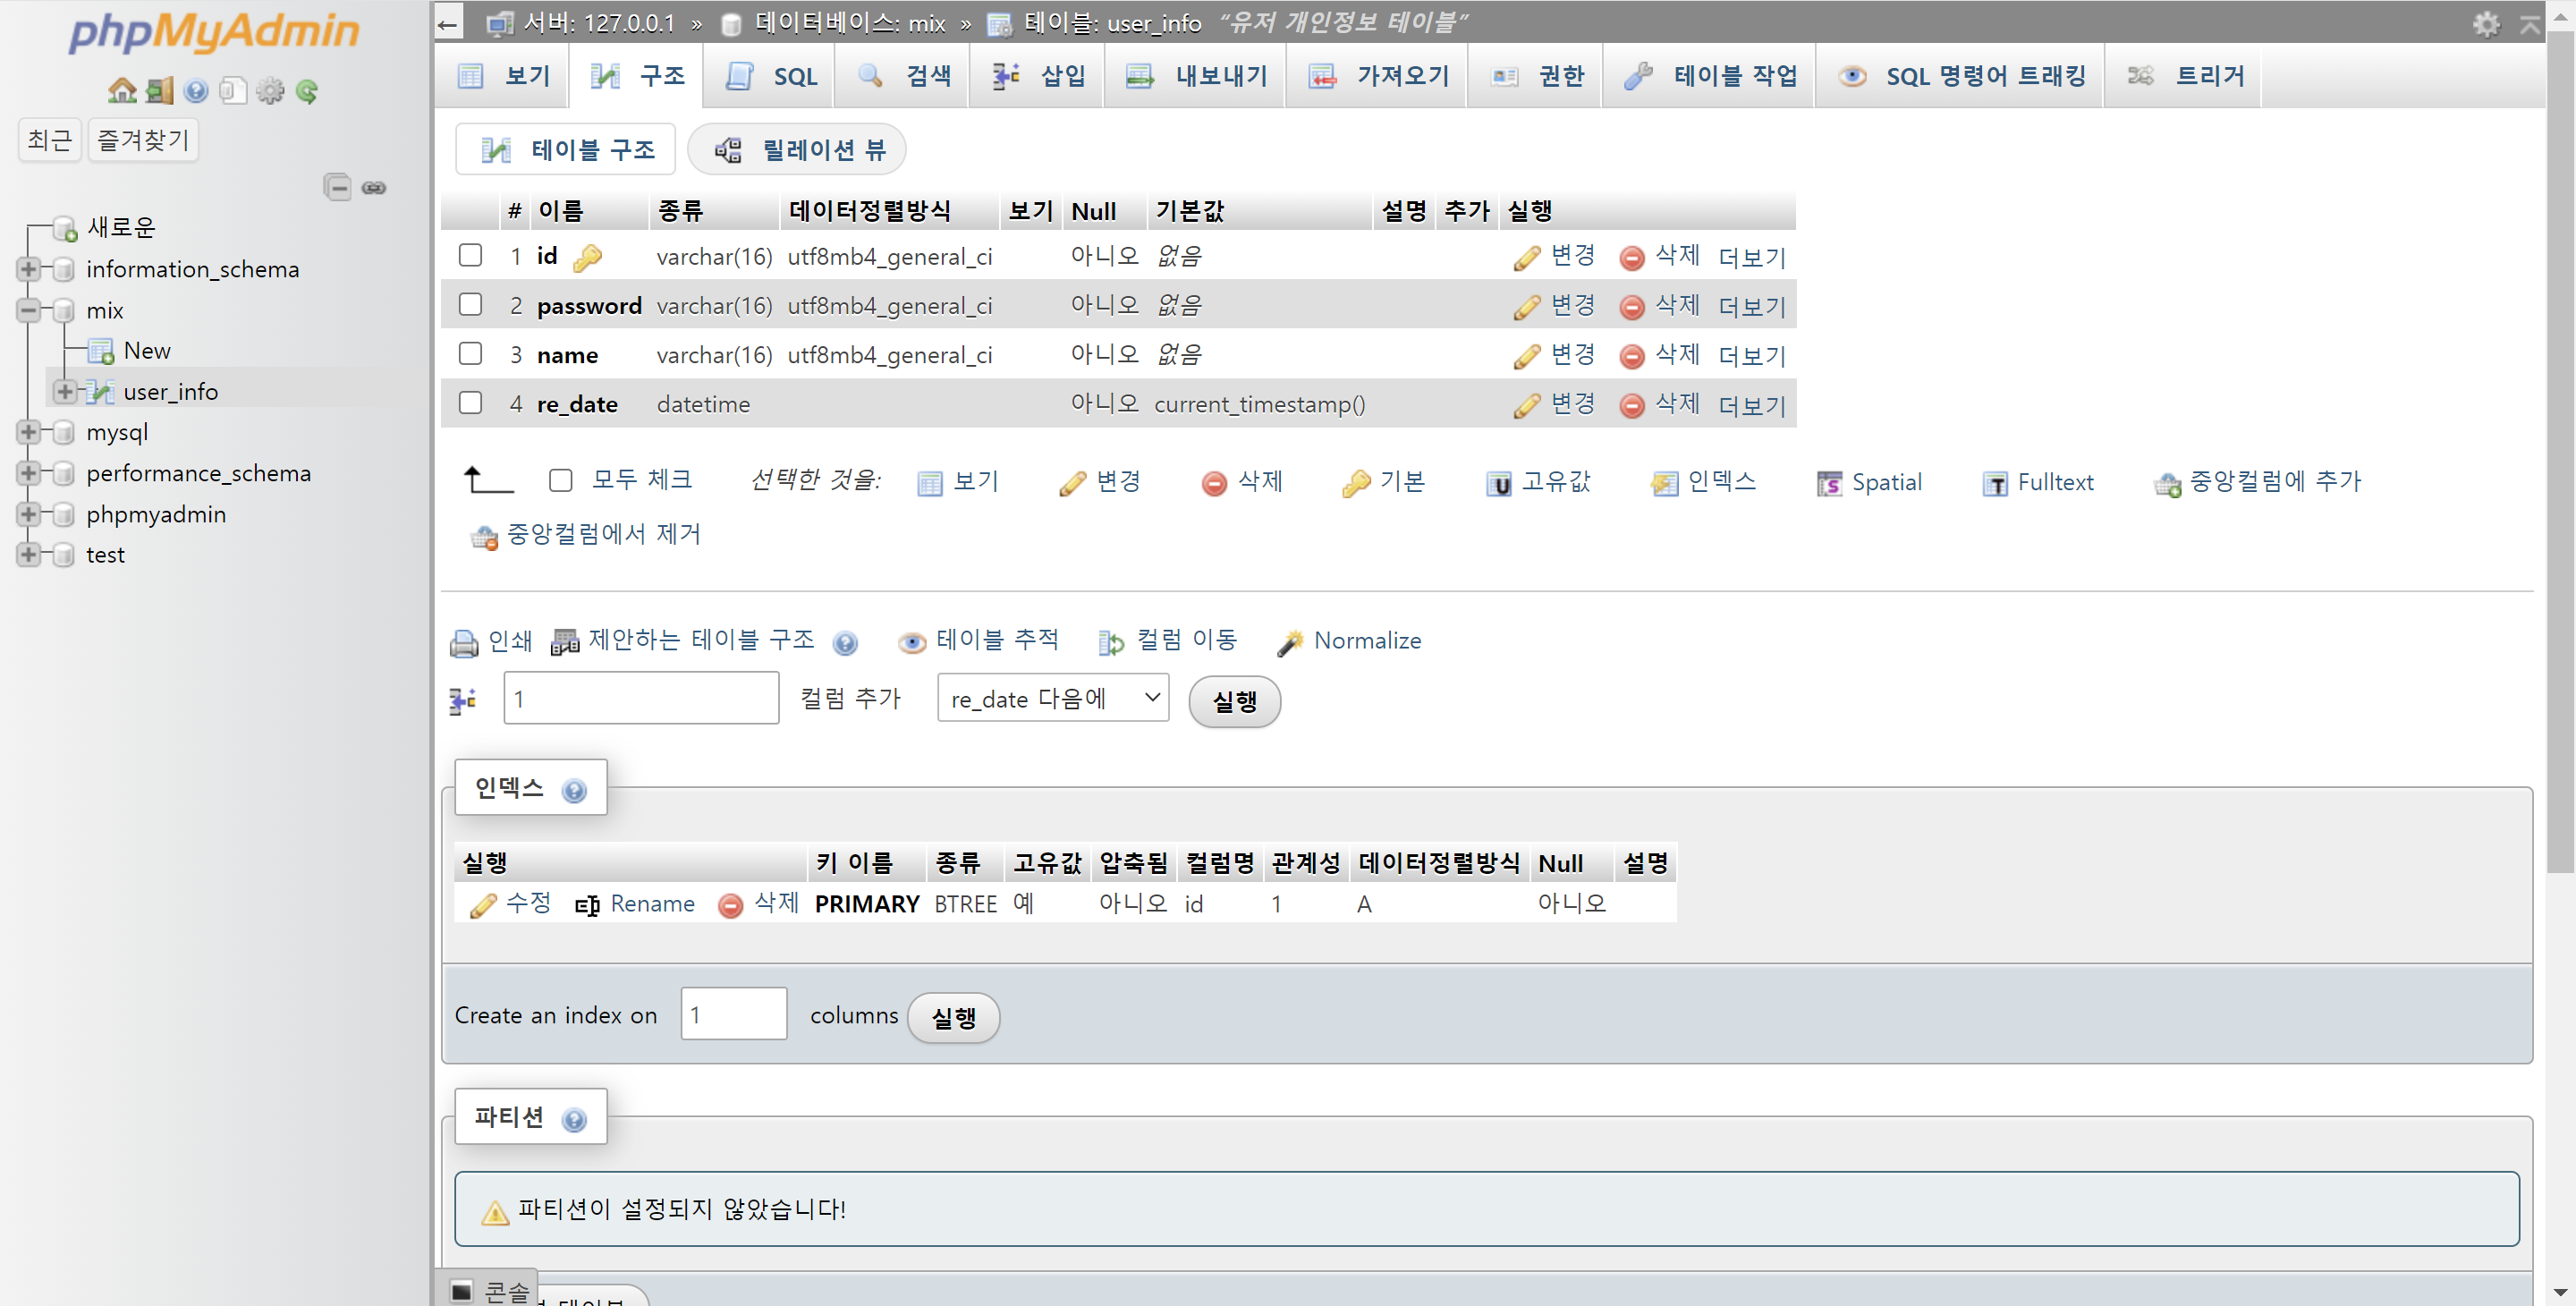 phpMyAdmin
최근 즐겨찾기
새로운
information_schema
mix
New
user_info
mysql
performance_schema
phpmyadmin
test
← 서버: 127.0.0.1 » 데이터베이스: mix » 테이블: user_info “유저 개인정보 테이블”
보기 구조 SQL 검색 삽입 내보내기 가져오기 권한 테이블 작업 SQL 명령어 트래킹 트리거
테이블 구조 릴레이션 뷰
# 이름 종류 데이터정렬방식 보기 Null 기본값 설명 추가 실행
1 id varchar(16) utf8mb4_general_ci 아니오 없음 변경 삭제 더보기
2 password varchar(16) utf8mb4_general_ci 아니오 없음 변경 삭제 더보기
3 name varchar(16) utf8mb4_general_ci 아니오 없음 변경 삭제 더보기
4 re_date datetime 아니오 current_timestamp() 변경 삭제 더보기
모두 체크 선택한 것을: 보기 변경 삭제 기본 고유값 인덱스 Spatial Fulltext 중앙컬럼에 추가
중앙컬럼에서 제거
인쇄 제안하는 테이블 구조 테이블 추적 컬럼 이동 Normalize
1 컬럼 추가 re_date 다음에 실행
인덱스
실행 키 이름 종류 고유값 압축됨 컬럼명 관계성 데이터정렬방식 Null 설명
수정 Rename 삭제 PRIMARY BTREE 예 아니오 id 1 A 아니오
Create an index on 1 columns 실행
파티션
파티션이 설정되지 않았습니다!
콘솔